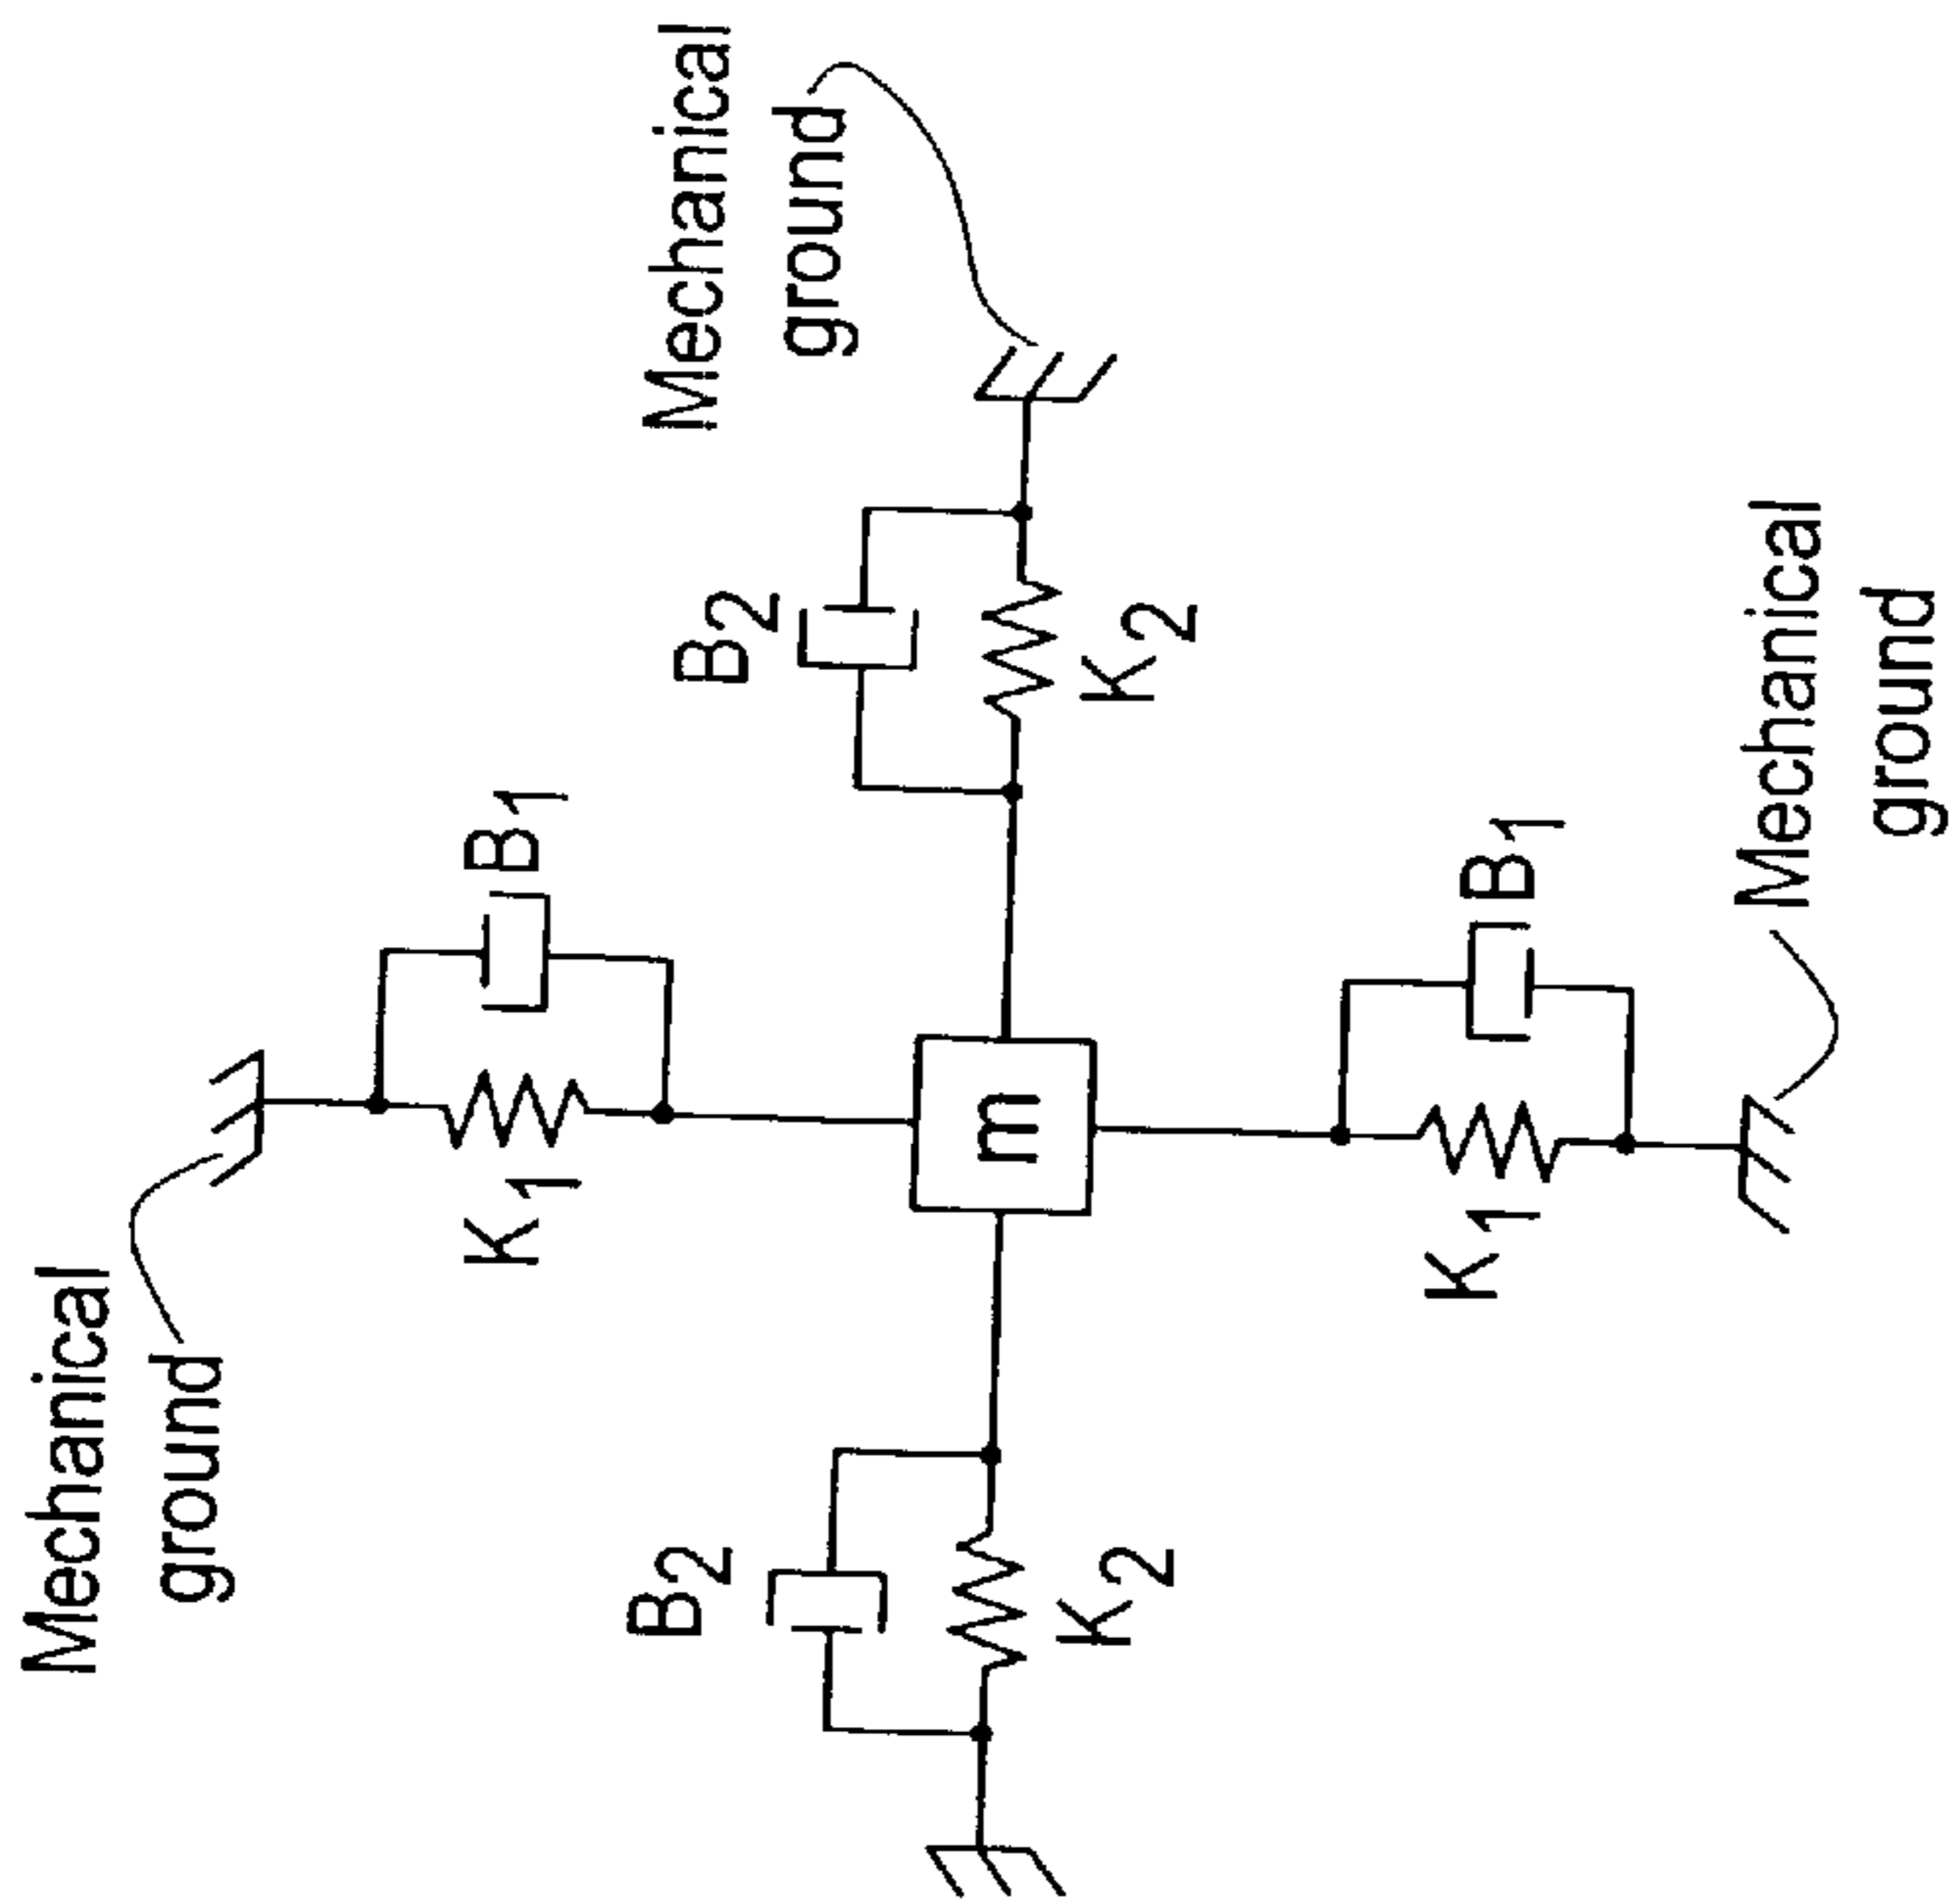 Mechanical
ground
B1
K1
B2
K2
m
B2
K2
B1
K1
Mechanical
ground
Mechanical
ground